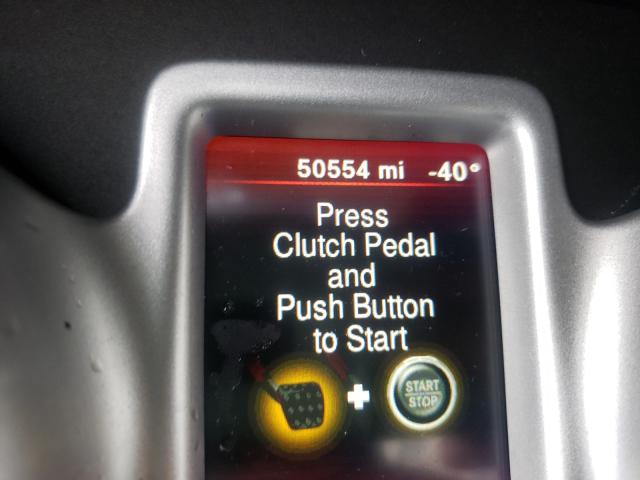 50554 mi -40°
Press
Clutch Pedal
and
Push Button
to Start
START
STOP